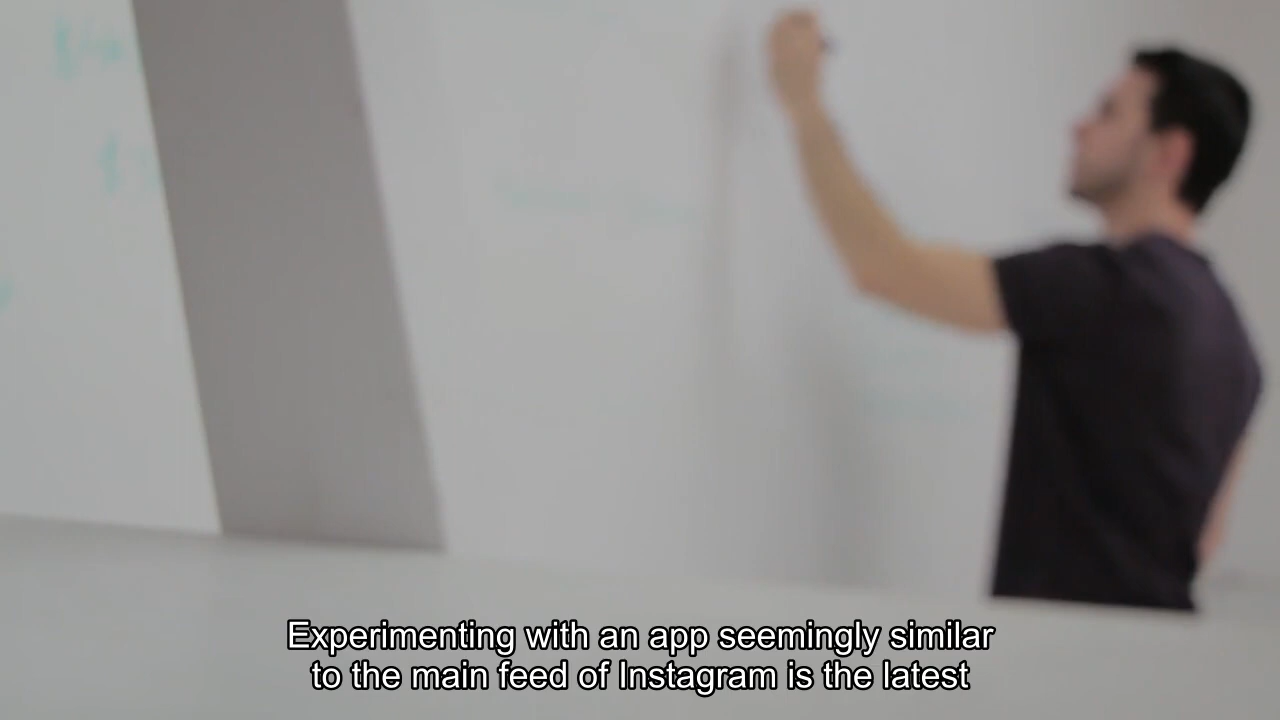 Experimenting with an app seemingly similar
to the main feed of Instagram is the latest